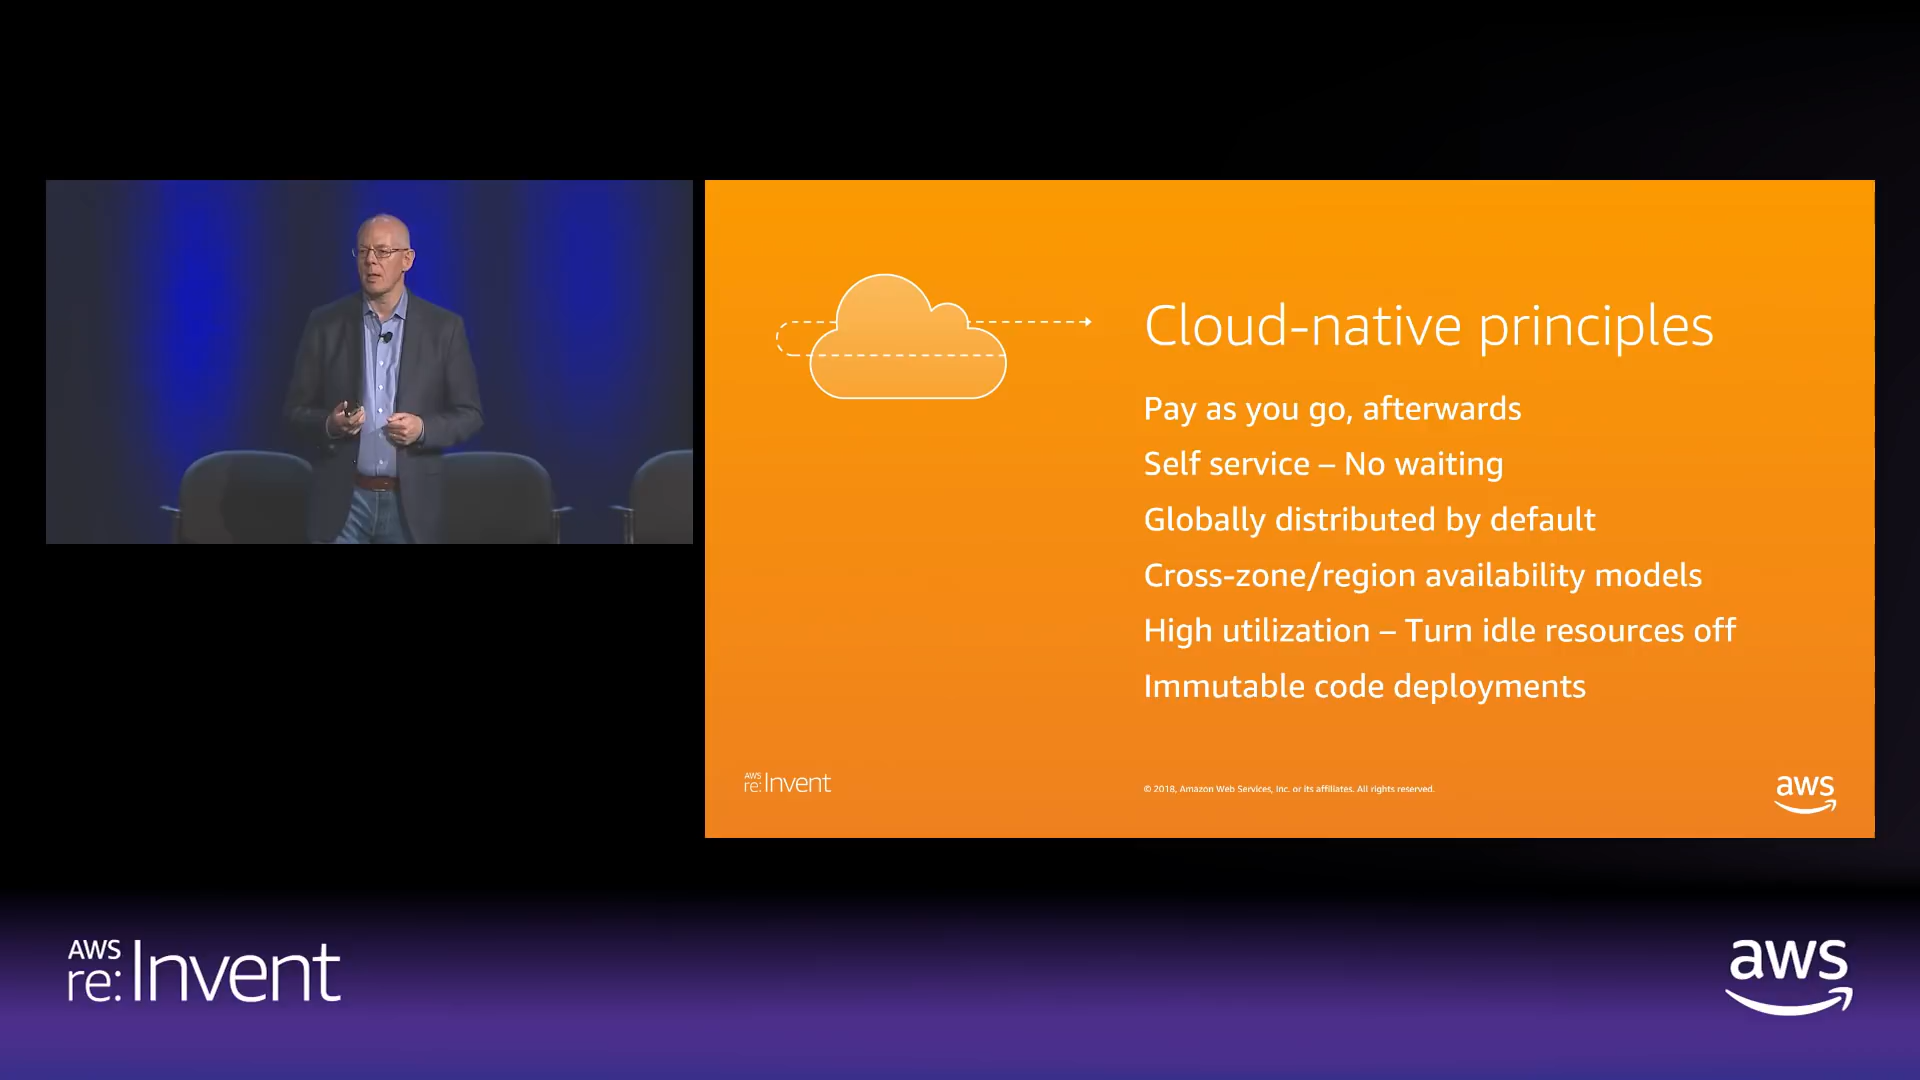 Cloud-native principles
Pay as you go, afterwards
Self service – No waiting
Globally distributed by default
Cross-zone/region availability models
High utilization – Turn idle resources off
Immutable code deployments
AWS
re:Invent
© 2018, Amazon Web Services, Inc. or its affiliates. All rights reserved.
aws
AWS
re:Invent
aws